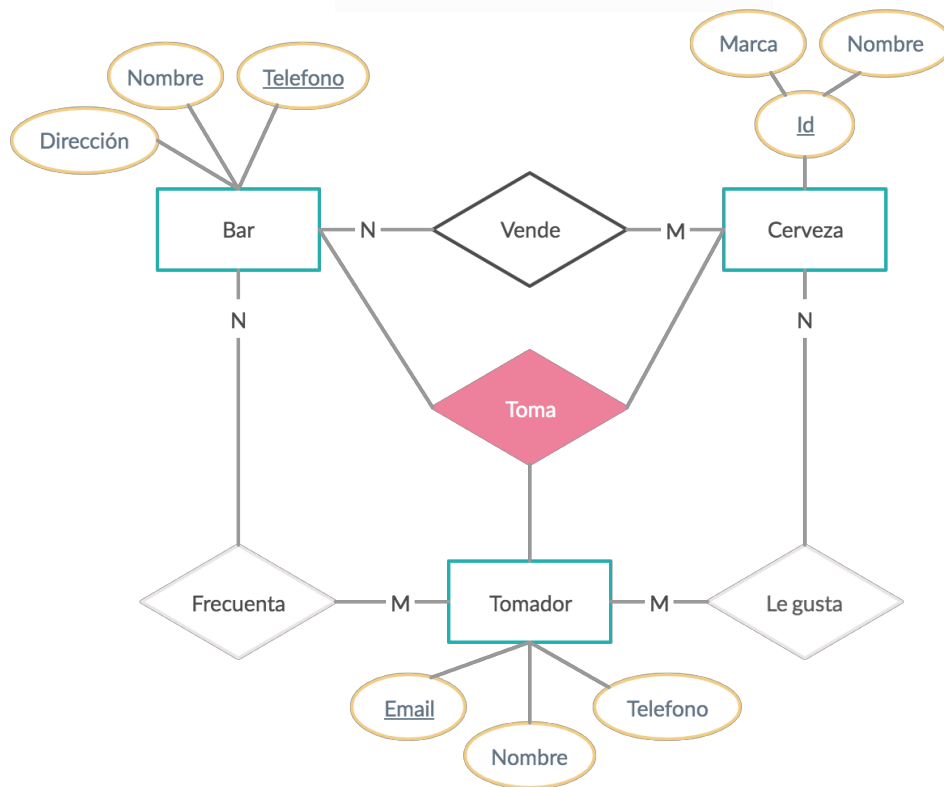 Marca
Nombre
Nombre
Telefono
Dirección
Id
Bar
N
Vende
M
Cerveza
N
N
Toma
Frecuenta
M
Tomador
M
Le gusta
Email
Nombre
Telefono